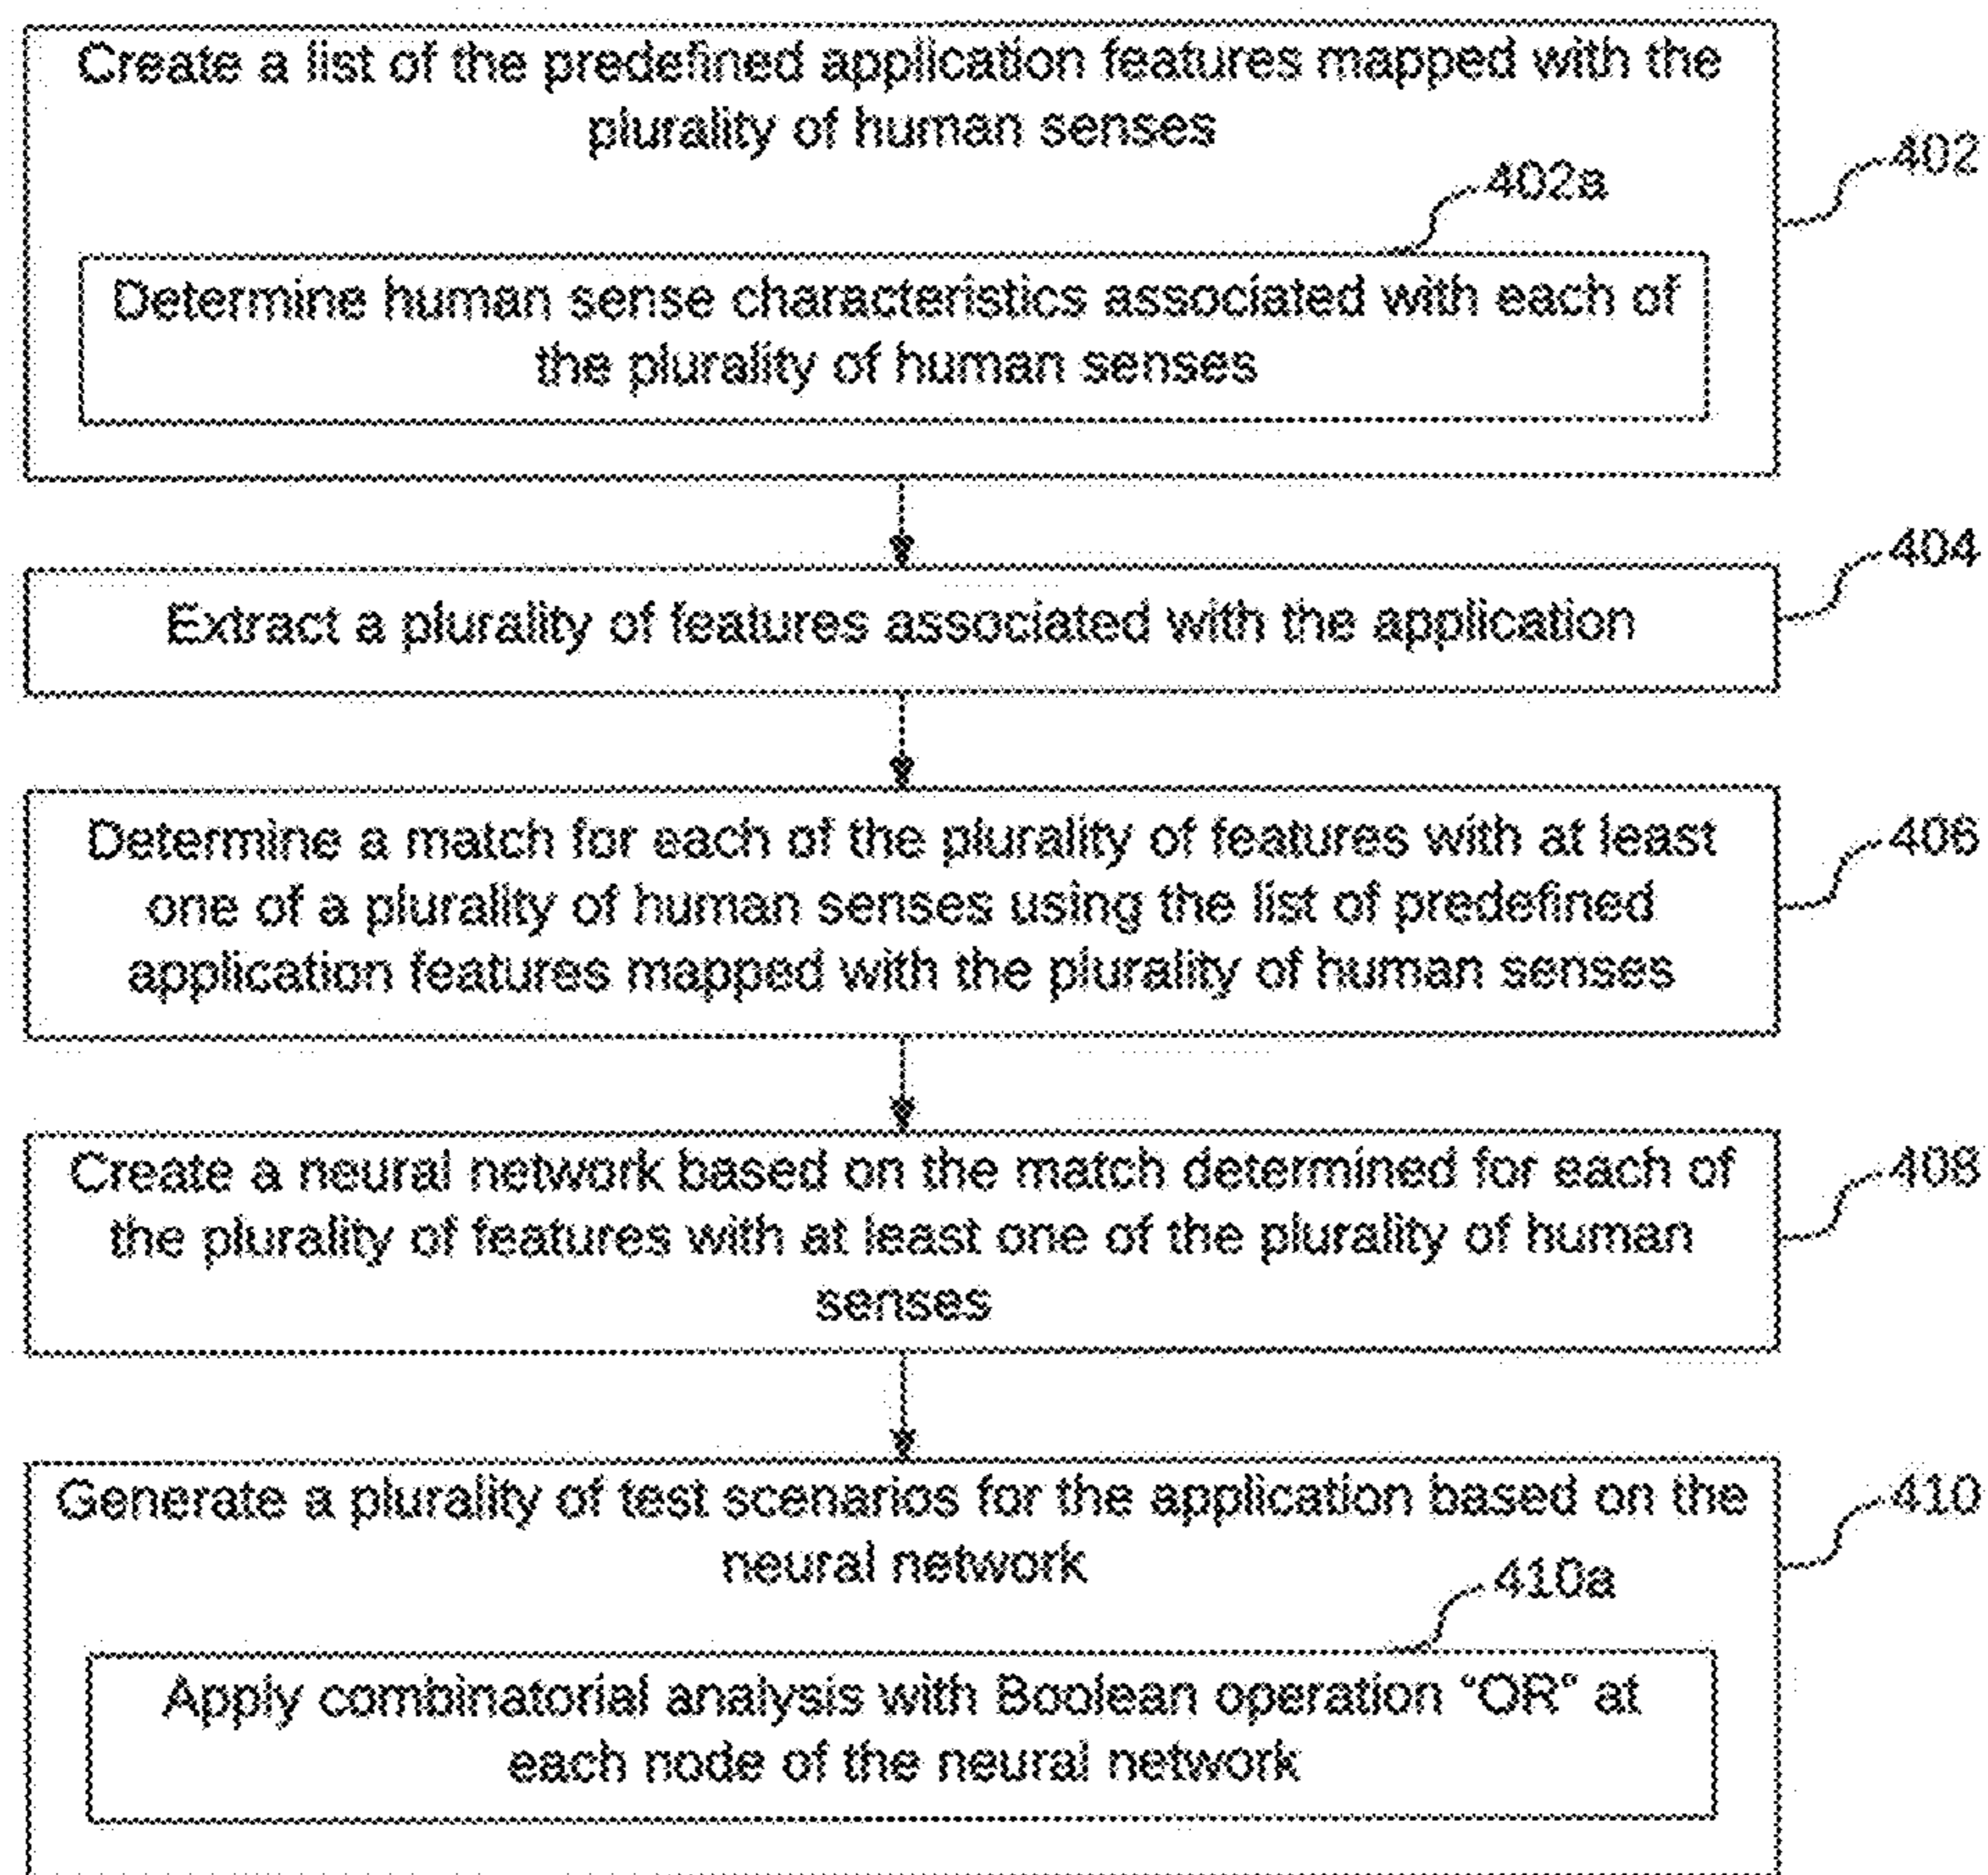 Create a list of the predefined application features mapped with the
plurality of human senses
402
402a
Determine human sense characteristics associated with each of
the plurality of human senses
404
Extract a plurality of features associated with the application
Determine a match for each of the plurality of features with at least
406
one of a plurality of human senses using the list of predefined
application features mapped with the plurality of human senses
Create a neural network based on the match determined for each of
408
the plurality of features with at least one of the plurality of human
senses
Generate a plurality of test scenarios for the application based on the
410
neural network
410a
Apply combinatorial analysis with Boolean operation “OR” at
each node of the neural network